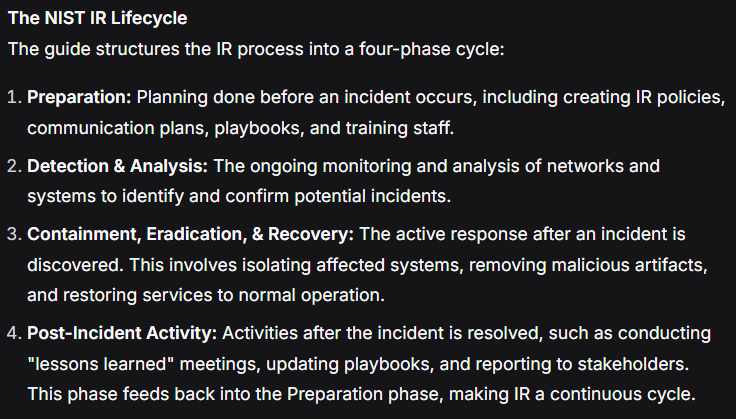 The NIST IR Lifecycle
The guide structures the IR process into a four-phase cycle:
1. Preparation: Planning done before an incident occurs, including creating IR policies,
communication plans, playbooks, and training staff.
2. Detection & Analysis: The ongoing monitoring and analysis of networks and
systems to identify and confirm potential incidents.
3. Containment, Eradication, & Recovery: The active response after an incident is
discovered. This involves isolating affected systems, removing malicious artifacts,
and restoring services to normal operation.
4. Post-Incident Activity: Activities after the incident is resolved, such as conducting
"lessons learned" meetings, updating playbooks, and reporting to stakeholders.
This phase feeds back into the Preparation phase, making IR a continuous cycle.